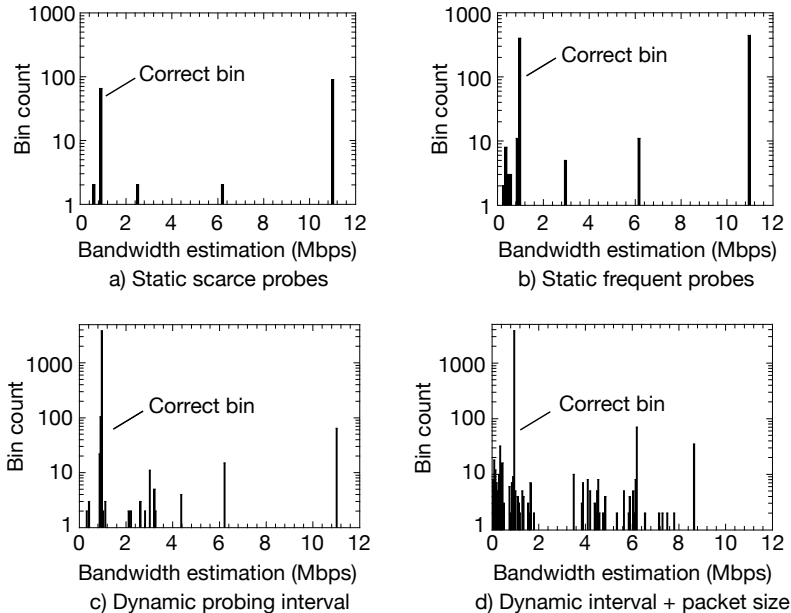 1000
100
10
1
Bin count
Correct bin
0 2 4 6 8 10 12
Bandwidth estimation (Mbps)
a) Static scarce probes
1000
100
10
1
Bin count
Correct bin
0 2 4 6 8 10 12
Bandwidth estimation (Mbps)
b) Static frequent probes
1000
100
10
1
Bin count
Correct bin
0 2 4 6 8 10 12
Bandwidth estimation (Mbps)
c) Dynamic probing interval
1000
100
10
1
Bin count
Correct bin
0 2 4 6 8 10 12
Bandwidth estimation (Mbps)
d) Dynamic interval + packet size